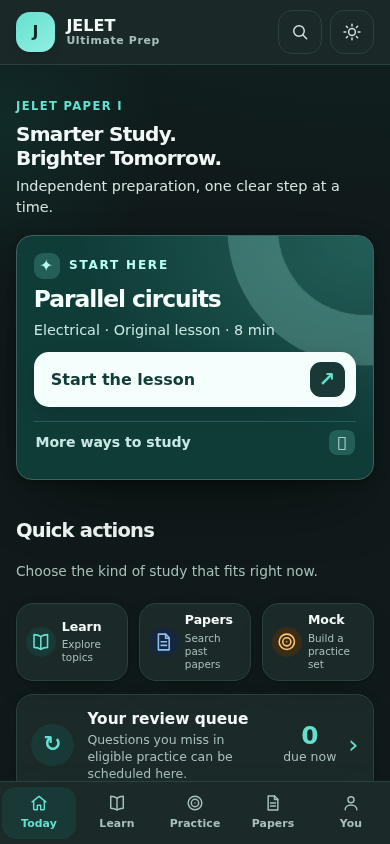 J
JELET
Ultimate Prep
JELET PAPER I
Smarter Study.
Brighter Tomorrow.
Independent preparation, one clear step at a
time.
START HERE
Parallel circuits
Electrical · Original lesson · 8 min
Start the lesson
More ways to study
Quick actions
Choose the kind of study that fits right now.
Learn
Explore
topics
Papers
Search
past
papers
Mock
Build a
practice
set
Your review queue
Questions you miss in
eligible practice can be
scheduled here.
0
due now
Today
Learn
Practice
Papers
You